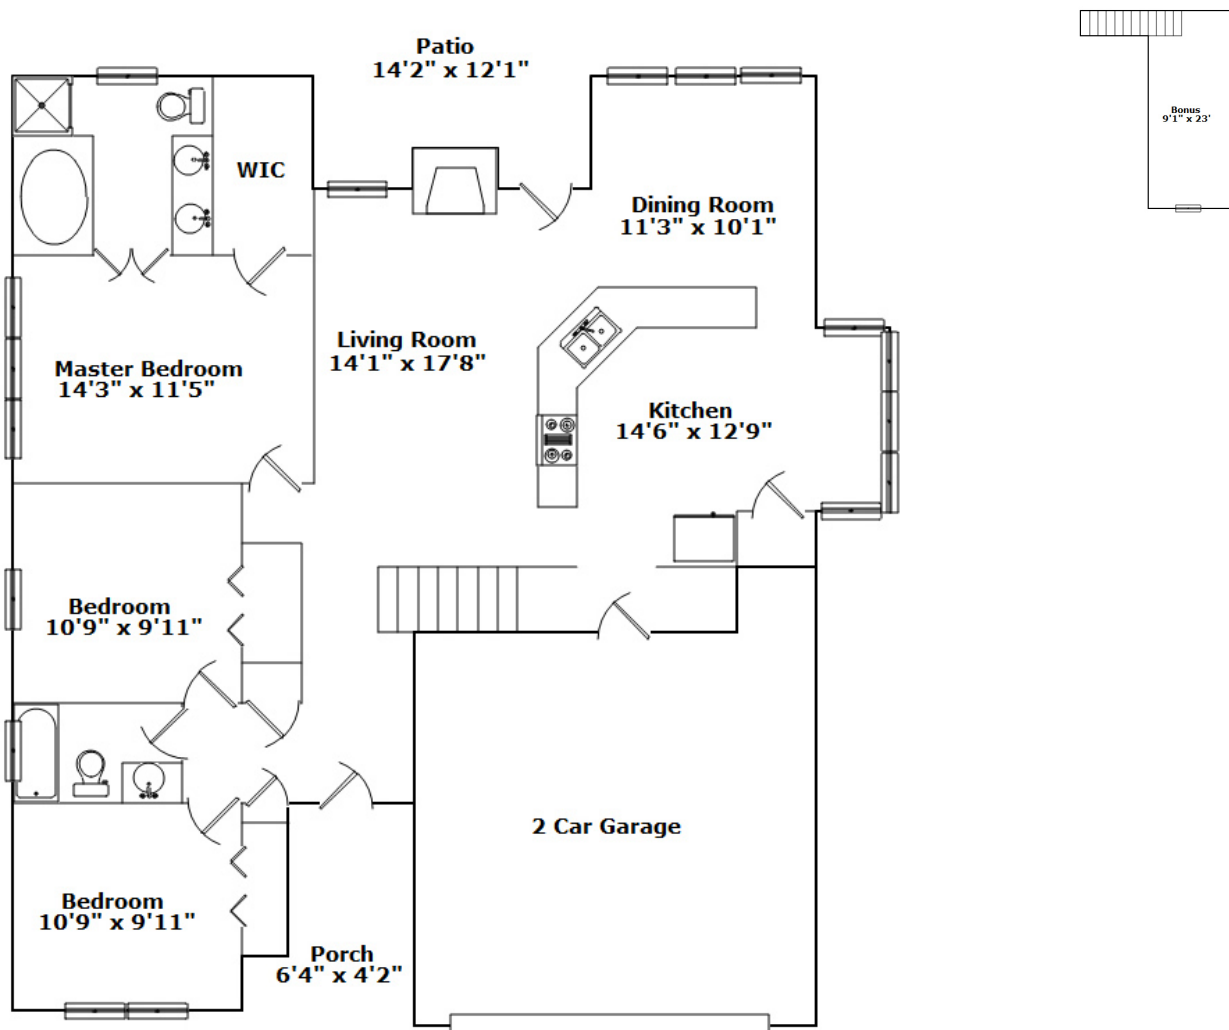 Patio
14'2" x 12'1"
Bonus
9'1" x 23'
WIC
Dining Room
11'3" x 10'1"
Living Room
14'1" x 17'8"
Master Bedroom
14'3" x 11'5"
Kitchen
14'6" x 12'9"
Bedroom
10'9" x 9'11"
2 Car Garage
Bedroom
10'9" x 9'11"
Porch
6'4" x 4'2"